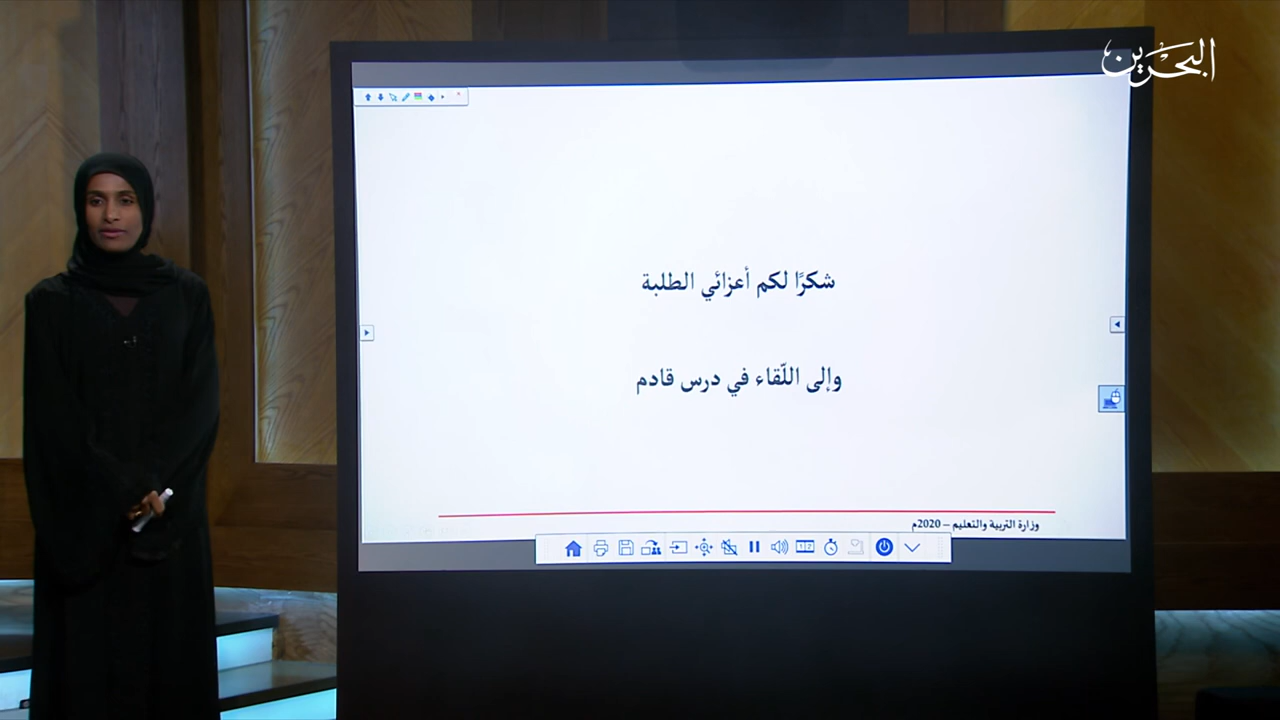 البحرين
شكرًا لكم أعزائي الطلبة
وإلى اللّقاء في درس قادم
وزارة التربية والتعليم – 2020م